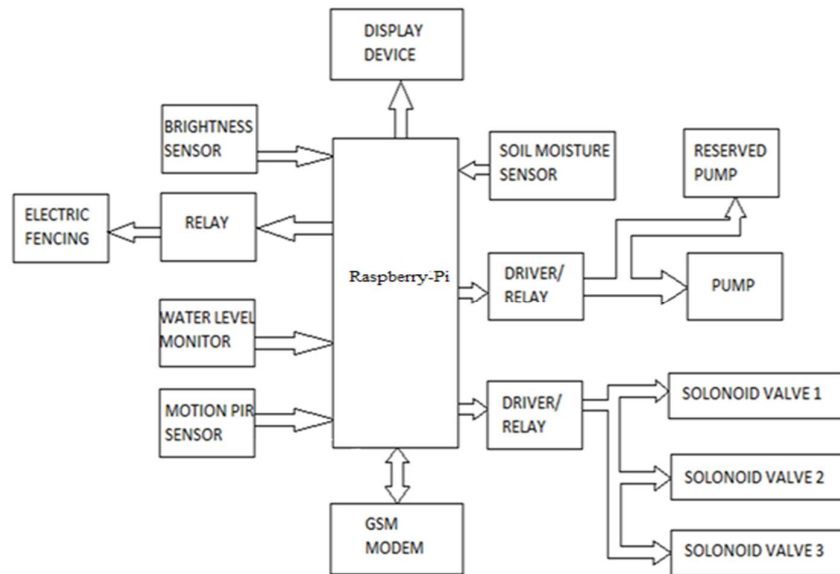 DISPLAY
DEVICE
BRIGHTNESS
SENSOR
SOIL MOISTURE
SENSOR
RESERVED
PUMP
ELECTRIC
FENCING
RELAY
Raspberry-Pi
DRIVER/
RELAY
PUMP
WATER LEVEL
MONITOR
MOTION PIR
SENSOR
DRIVER/
RELAY
SOLONOID VALVE 1
SOLONOID VALVE 2
SOLONOID VALVE 3
GSM
MODEM